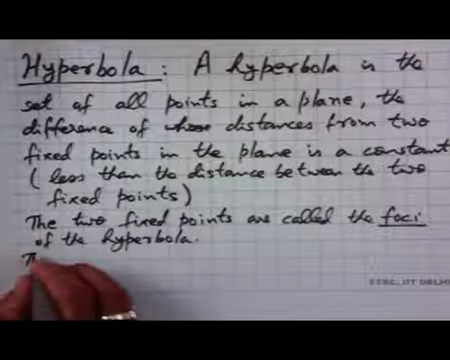 Hyperbola : A hyperbola is the
set of all points in a plane, the
difference of distances from two
fixed points in the plane is a constant
( less than the distance between the two
fixed points )
The two fixed points are called the foci
of the hyperbola.
T
ETSC, IIT DELHI